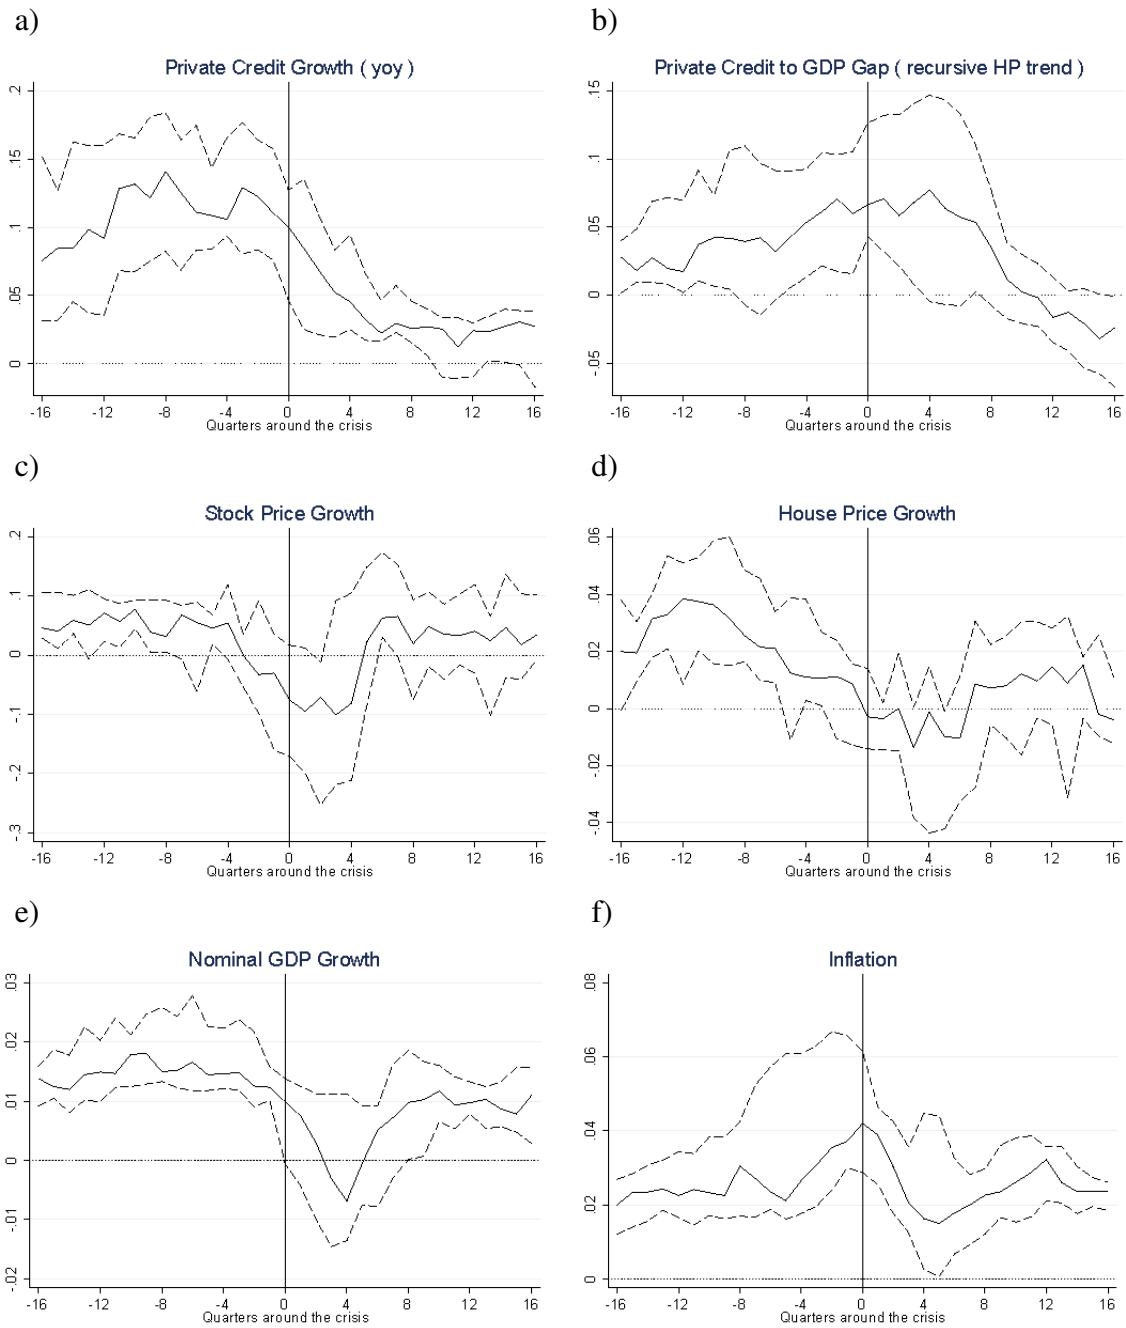 a)
Private Credit Growth ( yoy )
.2
.15
.1
.05
0
-16 -12 -8 -4 0 4 8 12 16
Quarters around the crisis
b)
Private Credit to GDP Gap ( recursive HP trend )
.15
.1
.05
0
-.05
-16 -12 -8 -4 0 4 8 12 16
Quarters around the crisis
c)
Stock Price Growth
.2
.1
0
-.1
-.2
-.3
-16 -12 -8 -4 0 4 8 12 16
Quarters around the crisis
d)
House Price Growth
.06
.04
.02
0
-.02
-.04
-16 -12 -8 -4 0 4 8 12 16
Quarters around the crisis
e)
Nominal GDP Growth
.03
.02
.01
0
-.01
-.02
-16 -12 -8 -4 0 4 8 12 16
Quarters around the crisis
f)
Inflation
.08
.06
.04
.02
0
-16 -12 -8 -4 0 4 8 12 16
Quarters around the crisis